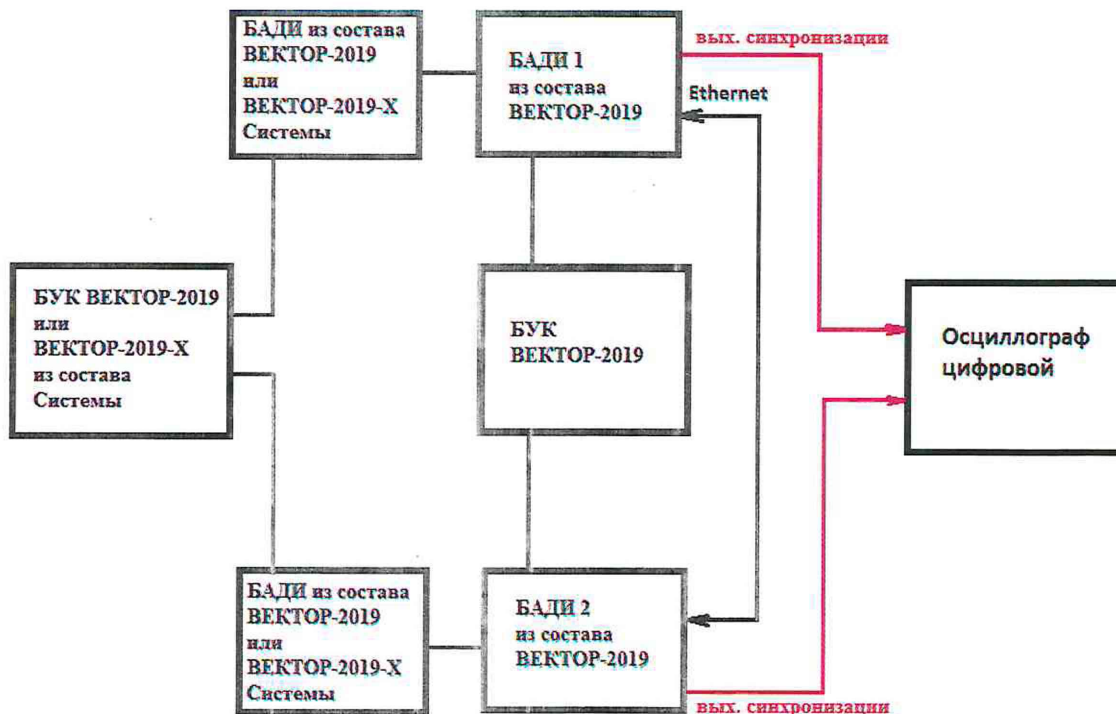 БАДИ из состава
ВЕКТОР-2019
или
ВЕКТОР-2019-Х
Системы
БАДИ 1
из состава
ВЕКТОР-2019
вых. синхронизации
Ethernet
БУК ВЕКТОР-2019
или
ВЕКТОР-2019-Х
из состава
Системы
БУК
ВЕКТОР-2019
Осциллограф
цифровой
БАДИ из состава
ВЕКТОР-2019
или
ВЕКТОР-2019-Х
Системы
БАДИ 2
из состава
ВЕКТОР-2019
вых. синхронизации